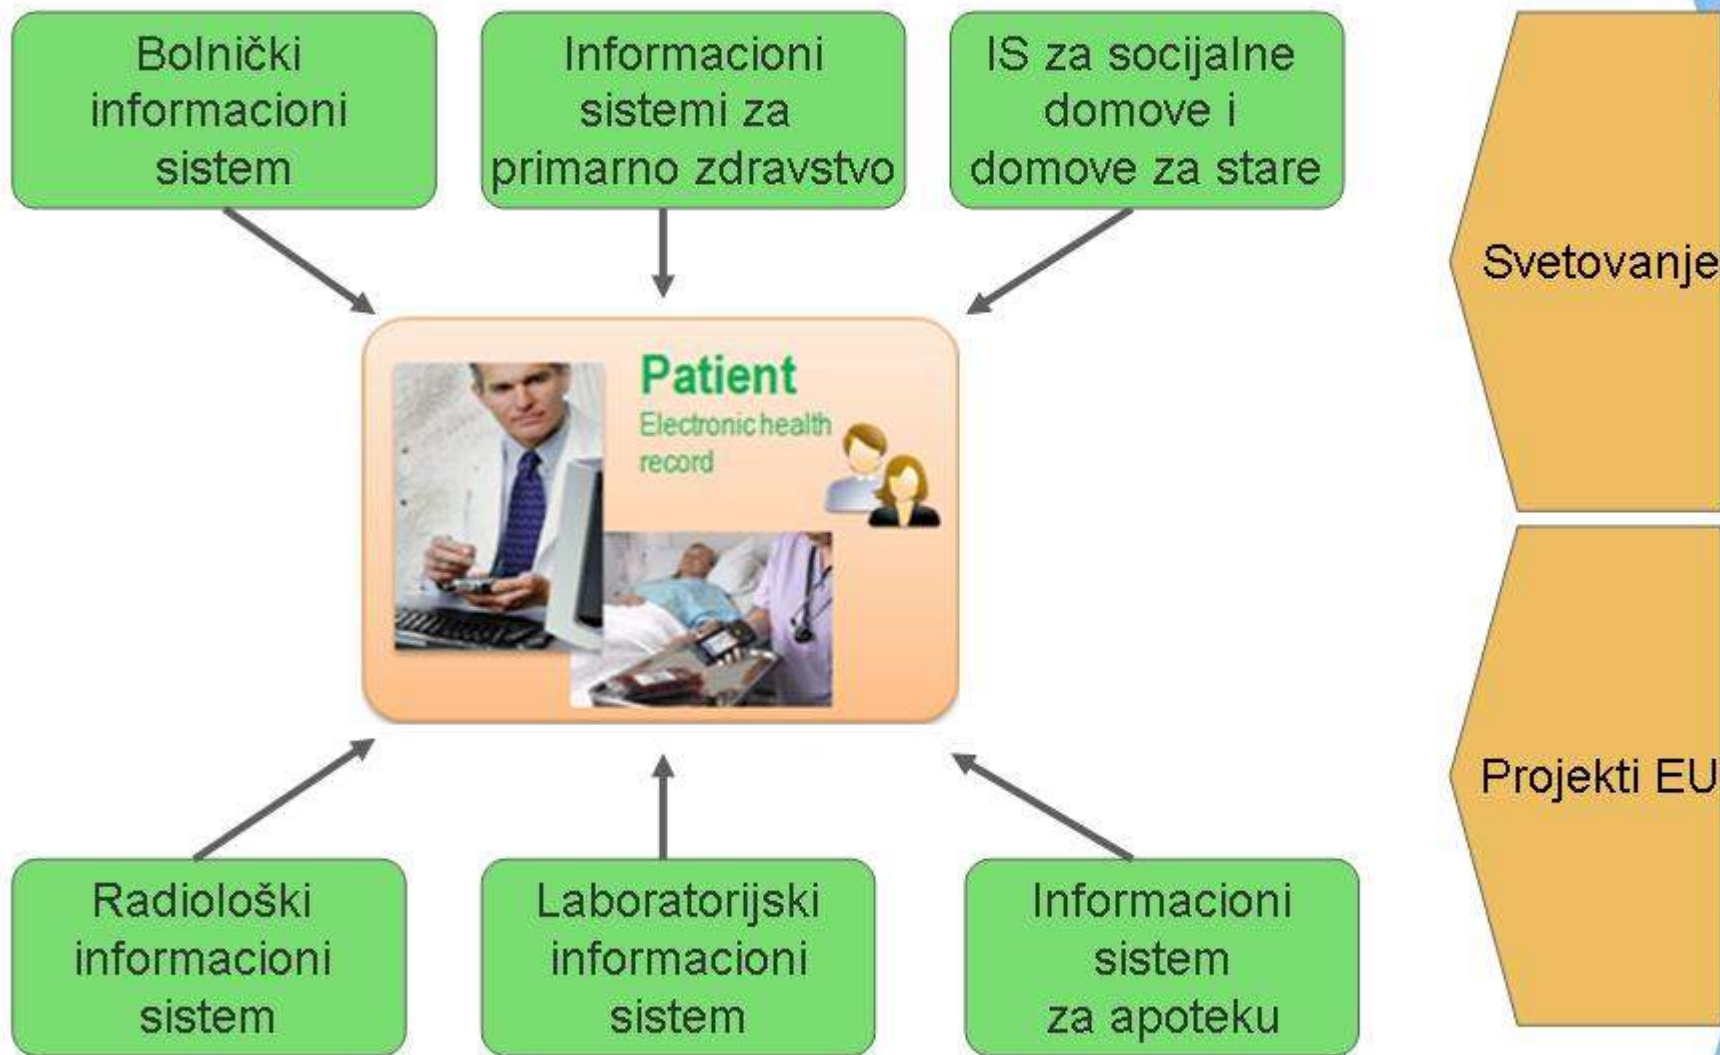 Bolnički
informacioni
sistem
Informacioni
sistemi za
primarno zdravstvo
IS za socijalne
domove i
domove za stare
Svetovanje
Patient
Electronic health
record
Projekti EU
Radiološki
informacioni
sistem
Laboratorijski
informacioni
sistem
Informacioni
sistem
za apoteku